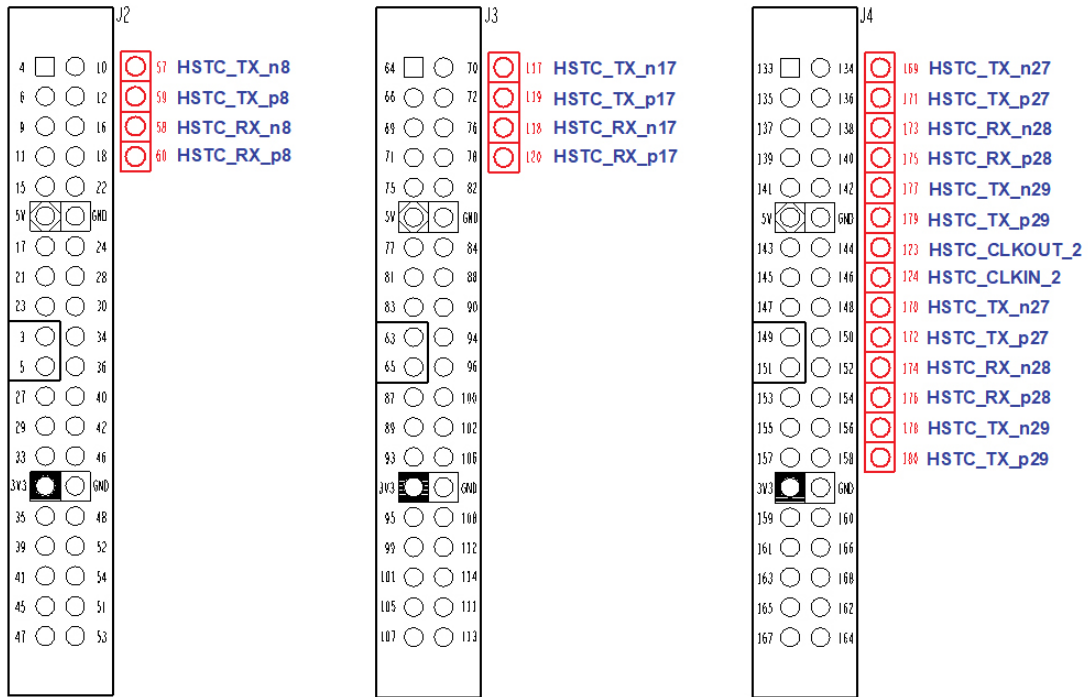 J2 J3 J4
4 10 57 HSTC_TX_n8 64 70 117 HSTC_TX_n17 133 134 169 HSTC_TX_n27
6 12 59 HSTC_TX_p8 66 72 119 HSTC_TX_p17 135 136 171 HSTC_TX_p27
9 16 58 HSTC_RX_n8 69 76 118 HSTC_RX_n17 137 138 173 HSTC_RX_n28
11 18 60 HSTC_RX_p8 71 78 120 HSTC_RX_p17 139 140 175 HSTC_RX_p28
15 22 75 82 141 142 177 HSTC_TX_n29
5V GND 5V GND 5V GND 179 HSTC_TX_p29
17 24 77 84 143 144 123 HSTC_CLKOUT_2
21 28 81 88 145 146 124 HSTC_CLKIN_2
23 30 83 90 147 148 170 HSTC_TX_n27
3 34 63 94 149 150 172 HSTC_TX_p27
5 36 65 96 151 152 174 HSTC_RX_n28
27 40 87 100 153 154 176 HSTC_RX_p28
29 42 89 102 155 156 178 HSTC_TX_n29
33 46 93 106 157 158 180 HSTC_TX_p29
3V3 GND 3V3 GND 3V3 GND
35 48 95 108 159 160
39 52 99 112 161 166
41 54 101 114 163 168
45 51 105 111 165 162
47 53 107 113 167 164